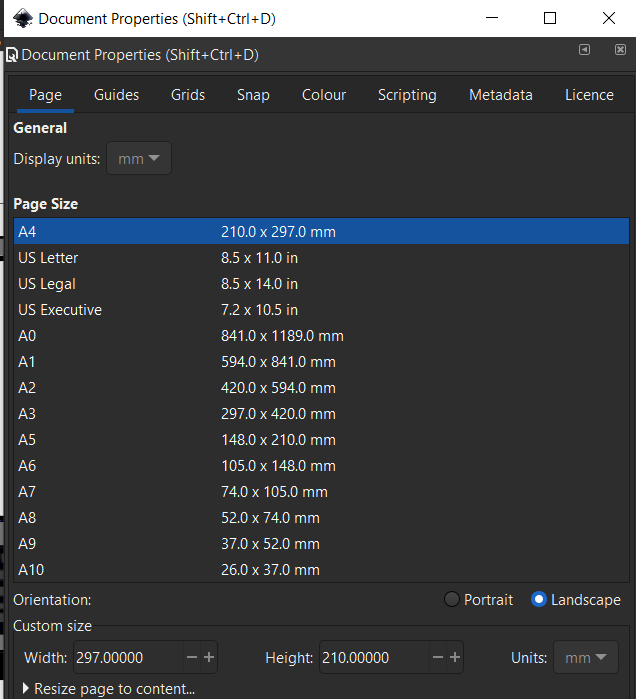 Document Properties (Shift+Ctrl+D)
Document Properties (Shift+Ctrl+D)
Page Guides Grids Snap Colour Scripting Metadata Licence
General
Display units: mm
Page Size
A4 210.0 x 297.0 mm
US Letter 8.5 x 11.0 in
US Legal 8.5 x 14.0 in
US Executive 7.2 x 10.5 in
A0 841.0 x 1189.0 mm
A1 594.0 x 841.0 mm
A2 420.0 x 594.0 mm
A3 297.0 x 420.0 mm
A5 148.0 x 210.0 mm
A6 105.0 x 148.0 mm
A7 74.0 x 105.0 mm
A8 52.0 x 74.0 mm
A9 37.0 x 52.0 mm
A10 26.0 x 37.0 mm
Orientation: Portrait Landscape
Custom size
Width: 297.00000 Height: 210.00000 Units: mm
Resize page to content...